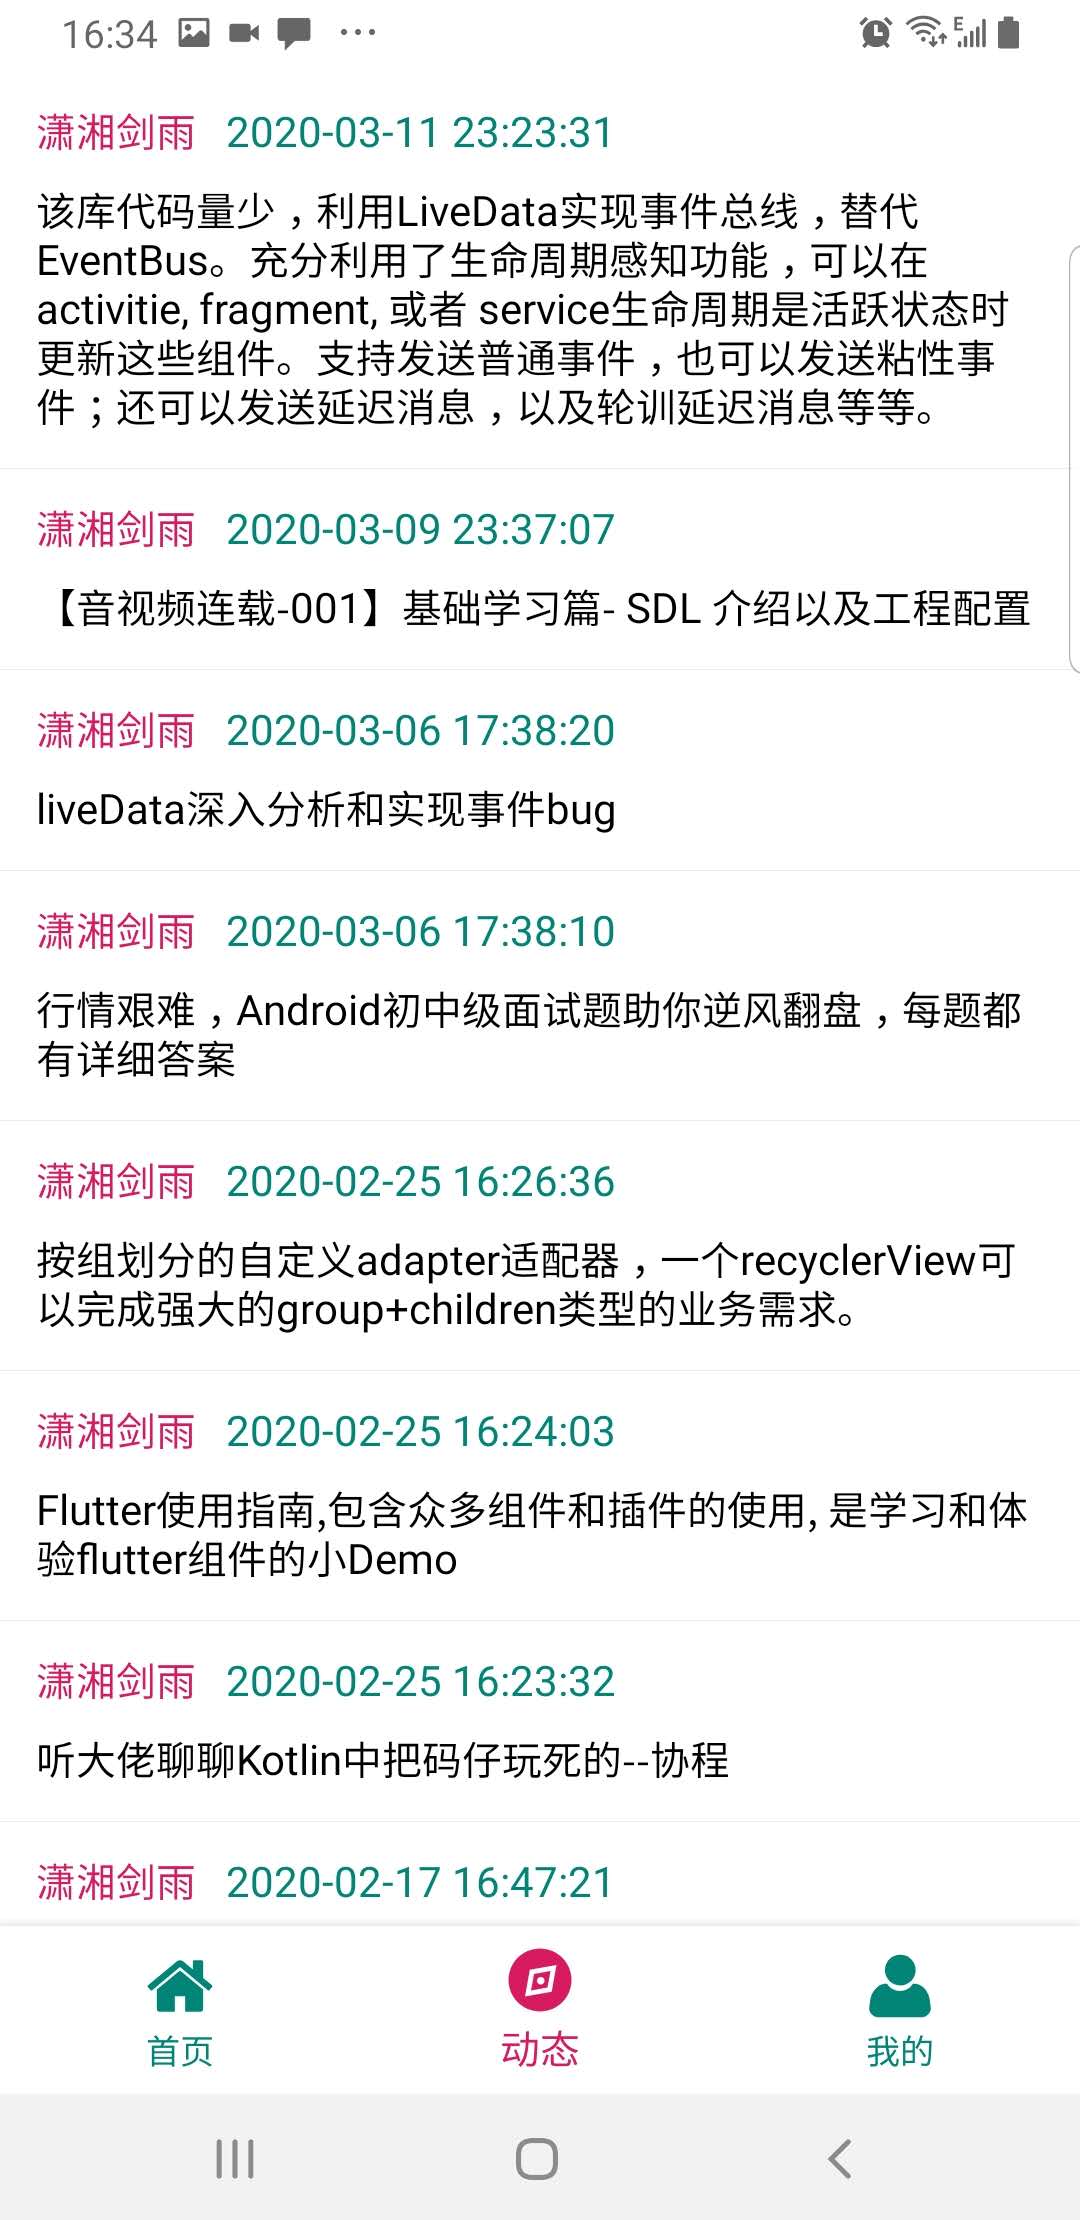 16:34
潇湘剑雨 2020-03-11 23:23:31
该库代码量少，利用LiveData实现事件总线，替代
EventBus。充分利用了生命周期感知功能，可以在
activitie, fragment, 或者 service生命周期是活跃状态时
更新这些组件。支持发送普通事件，也可以发送粘性事
件；还可以发送延迟消息，以及轮训延迟消息等等。
潇湘剑雨 2020-03-09 23:37:07
【音视频连载-001】基础学习篇- SDL 介绍以及工程配置
潇湘剑雨 2020-03-06 17:38:20
liveData深入分析和实现事件bug
潇湘剑雨 2020-03-06 17:38:10
行情艰难，Android初中级面试题助你逆风翻盘，每题都
有详细答案
潇湘剑雨 2020-02-25 16:26:36
按组划分的自定义adapter适配器，一个recyclerView可
以完成强大的group+children类型的业务需求。
潇湘剑雨 2020-02-25 16:24:03
Flutter使用指南,包含众多组件和插件的使用, 是学习和体
验flutter组件的小Demo
潇湘剑雨 2020-02-25 16:23:32
听大佬聊聊Kotlin中把码仔玩死的--协程
潇湘剑雨 2020-02-17 16:47:21
首页 动态 我的